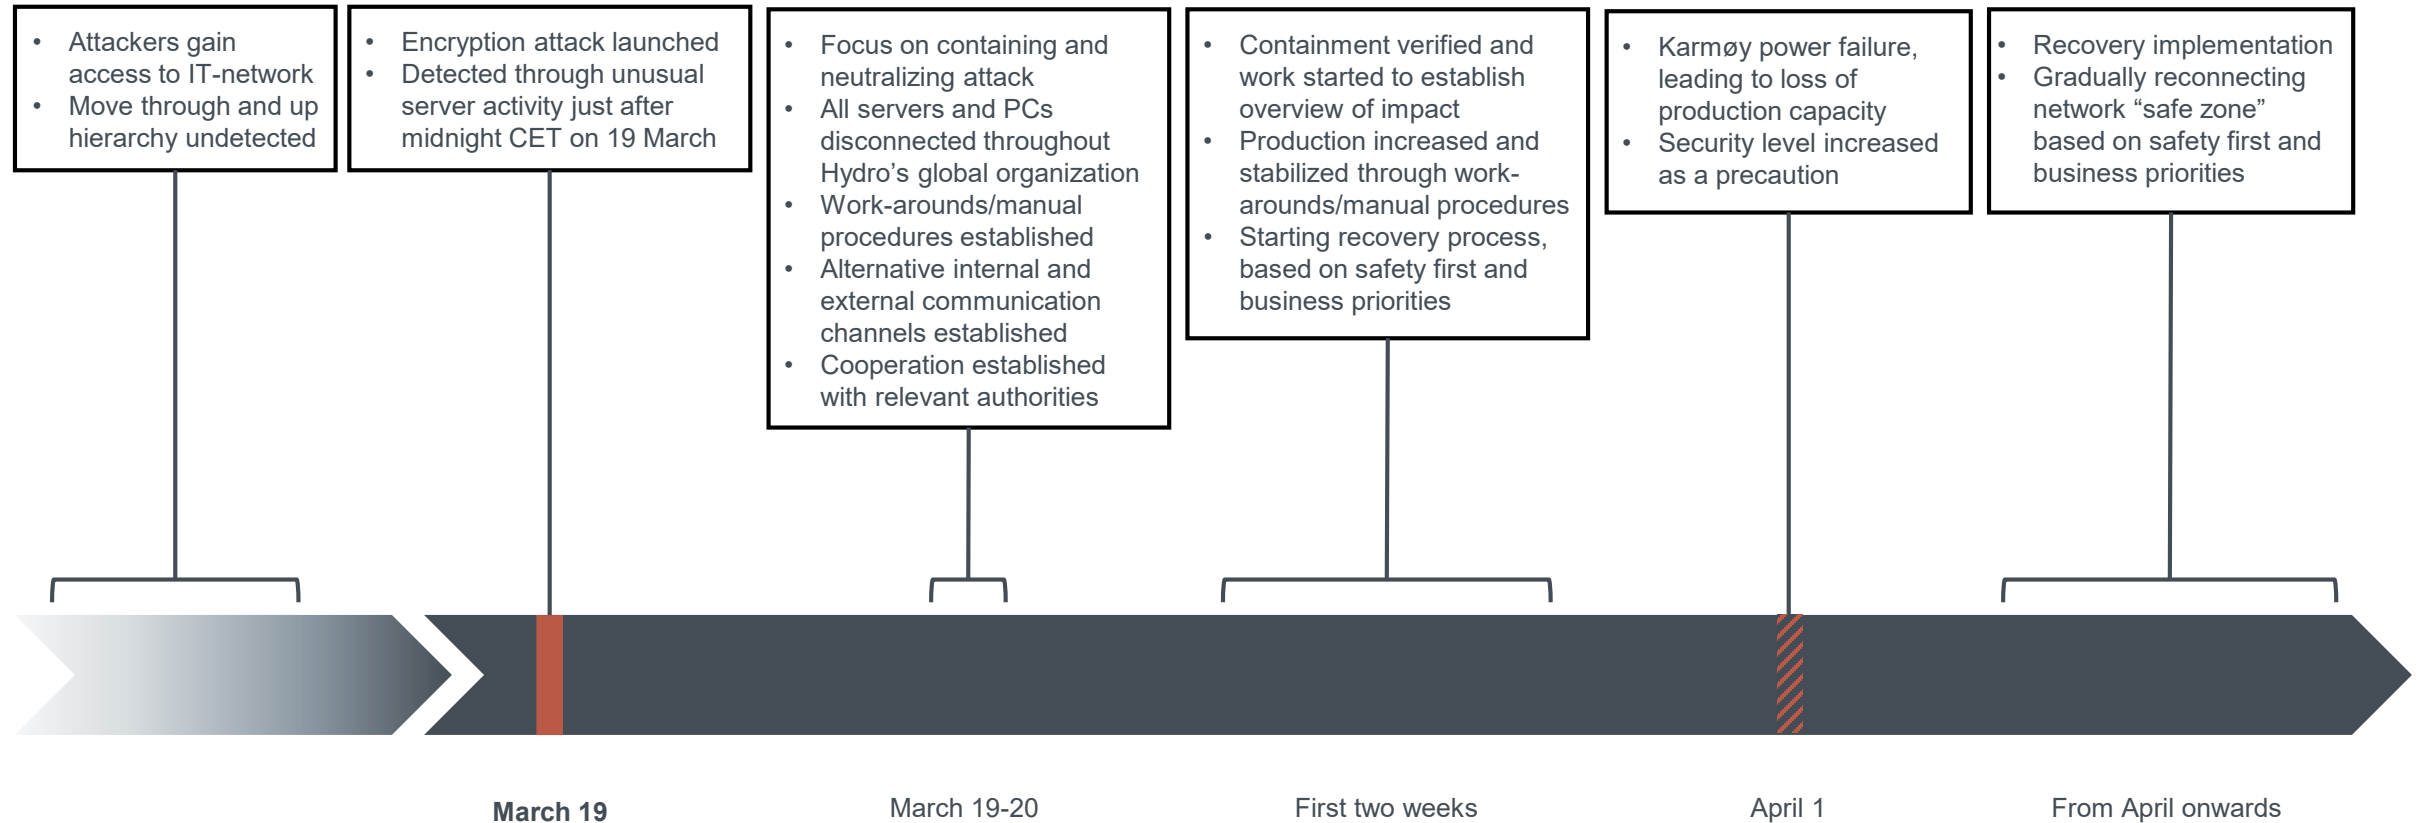 • Attackers gain
access to IT-network
• Move through and up
hierarchy undetected
• Encryption attack launched
• Detected through unusual
server activity just after
midnight CET on 19 March
• Focus on containing and
neutralizing attack
• All servers and PCs
disconnected throughout
Hydro’s global organization
• Work-arounds/manual
procedures established
• Alternative internal and
external communication
channels established
• Cooperation established
with relevant authorities
• Containment verified and
work started to establish
overview of impact
• Production increased and
stabilized through work-
arounds/manual procedures
• Starting recovery process,
based on safety first and
business priorities
• Karmøy power failure,
leading to loss of
production capacity
• Security level increased
as a precaution
• Recovery implementation
• Gradually reconnecting
network “safe zone”
based on safety first and
business priorities
March 19
March 19-20
First two weeks
April 1
From April onwards